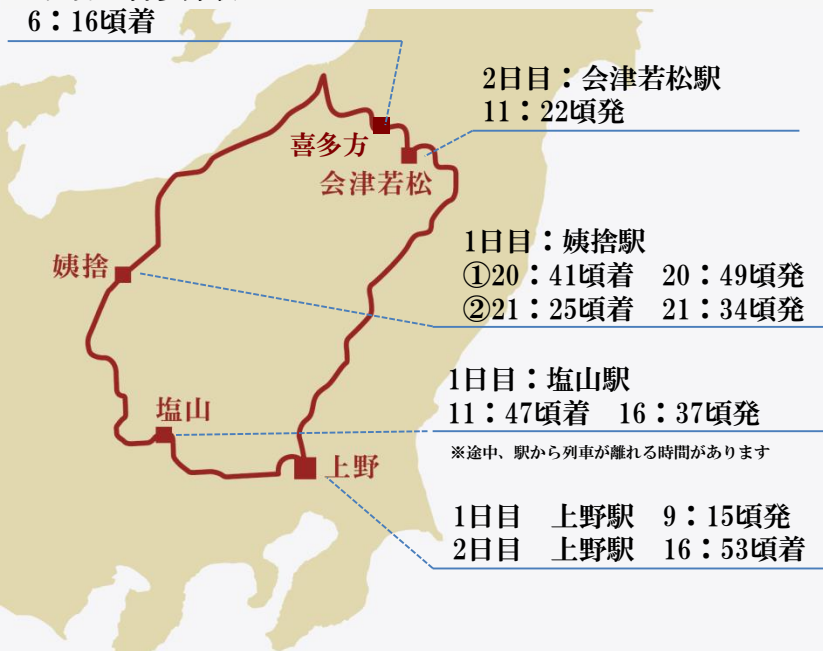 6：16頃着
2日目：会津若松駅
11：22頃発
喜多方
会津若松
1日目：姨捨駅
①20：41頃着　20：49頃発
②21：25頃着　21：34頃発
姨捨
1日目：塩山駅
11：47頃着　16：37頃発
※途中、駅から列車が離れる時間があります
塩山
上野
1日目　上野駅　9：15頃発
2日目　上野駅　16：53頃着